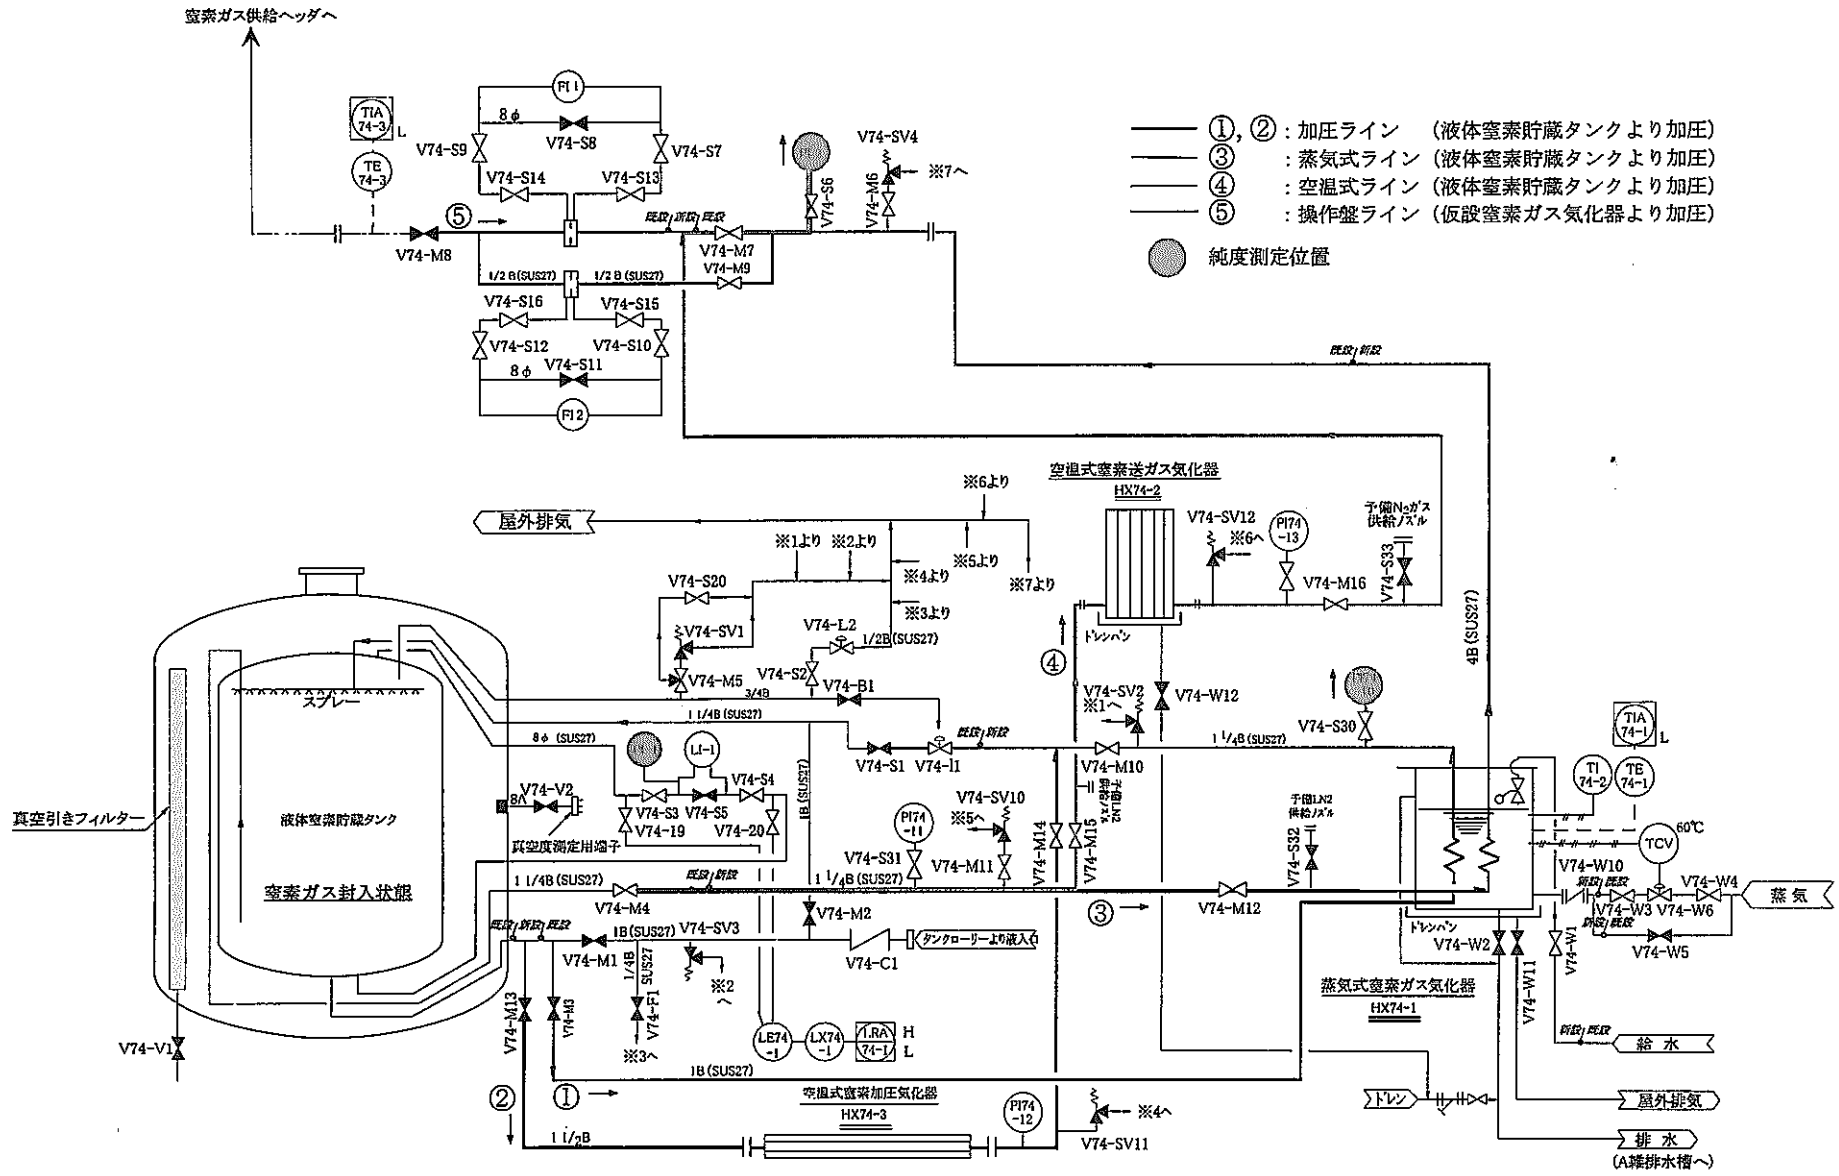 窒素ガス供給ヘッダへ
FI 1
8φ
V74-S8
V74-S9
V74-S7
TIA
74-3
L
TE
74-3
V74-S14
V74-S13
⑤
既設 新設 既設
V74-M8
V74-M7
V74-M9
V74-S6
V74-M6
V74-SV4
※7へ
1/2 B (SUS27)
1/2 B (SUS27)
V74-S16
V74-S15
V74-S12
V74-S10
V74-S11
8φ
FI 2
①, ② : 加圧ライン (液体窒素貯蔵タンクより加圧)
③ : 蒸気式ライン (液体窒素貯蔵タンクより加圧)
④ : 空温式ライン (液体窒素貯蔵タンクより加圧)
⑤ : 操作盤ライン (仮設窒素ガス気化器より加圧)
純度測定位置
既設 新設
4B (SUS27)
空温式窒素送ガス気化器
HX74-2
ドレンパン
V74-SV12
※6へ
PI74
-13
V74-M16
予備N₂ガス
供給ノズル
V74-S33
屋外排気
※6より
※5より
※7より
※1より
※2より
※4より
※3より
V74-S20
V74-SV1
V74-M5
V74-L2
1/2B (SUS27)
V74-S2
V74-B1
3/4B
1 1/4B (SUS27)
8φ (SUS27)
④
V74-W12
V74-SV2
※1へ
V74-S30
V74-S1
V74-I1
既設 新設
V74-M10
1 1/4B (SUS27)
スプレー
液体窒素貯蔵タンク
窒素ガス封入状態
真空引きフィルター
V74-V1
V74-V2
真空度測定用端子
LI-1
V74-S4
V74-S3
V74-S5
V74-19
V74-20
1B (SUS27)
PI74
-11
V74-S31
V74-SV10
※5へ
V74-M11
V74-M14
V74-M15
予備LN2
供給ノズル
予備LN2
供給ノズル
V74-S32
1 1/4B (SUS27)
既設 新設
1 1/4B (SUS27)
V74-M4
V74-M2
③
V74-M12
既設 新設 既設
V74-M1
1B (SUS27)
V74-SV3
※2
へ
V74-C1
タンクローリーより液入口
1/4B
SUS27
V74-F1
※3へ
V74-M13
V74-M3
LE74
-1
LX74
-1
LRA
74-1
H
L
②
①
1B (SUS27)
1 1/2B
空温式窒素加圧気化器
HX74-3
PI74
-12
※4へ
V74-SV11
TIA
74-1
L
TI
74-2
TE
74-1
TCV
60℃
V74-W10
新設 既設
V74-W4
V74-W3
V74-W6
新設 既設
V74-W5
蒸気
ドレンパン
V74-W2
V74-W11
V74-W1
蒸気式窒素ガス気化器
HX74-1
新設 既設
給水
ドレン
屋外排気
排水
(A雑排水槽へ)